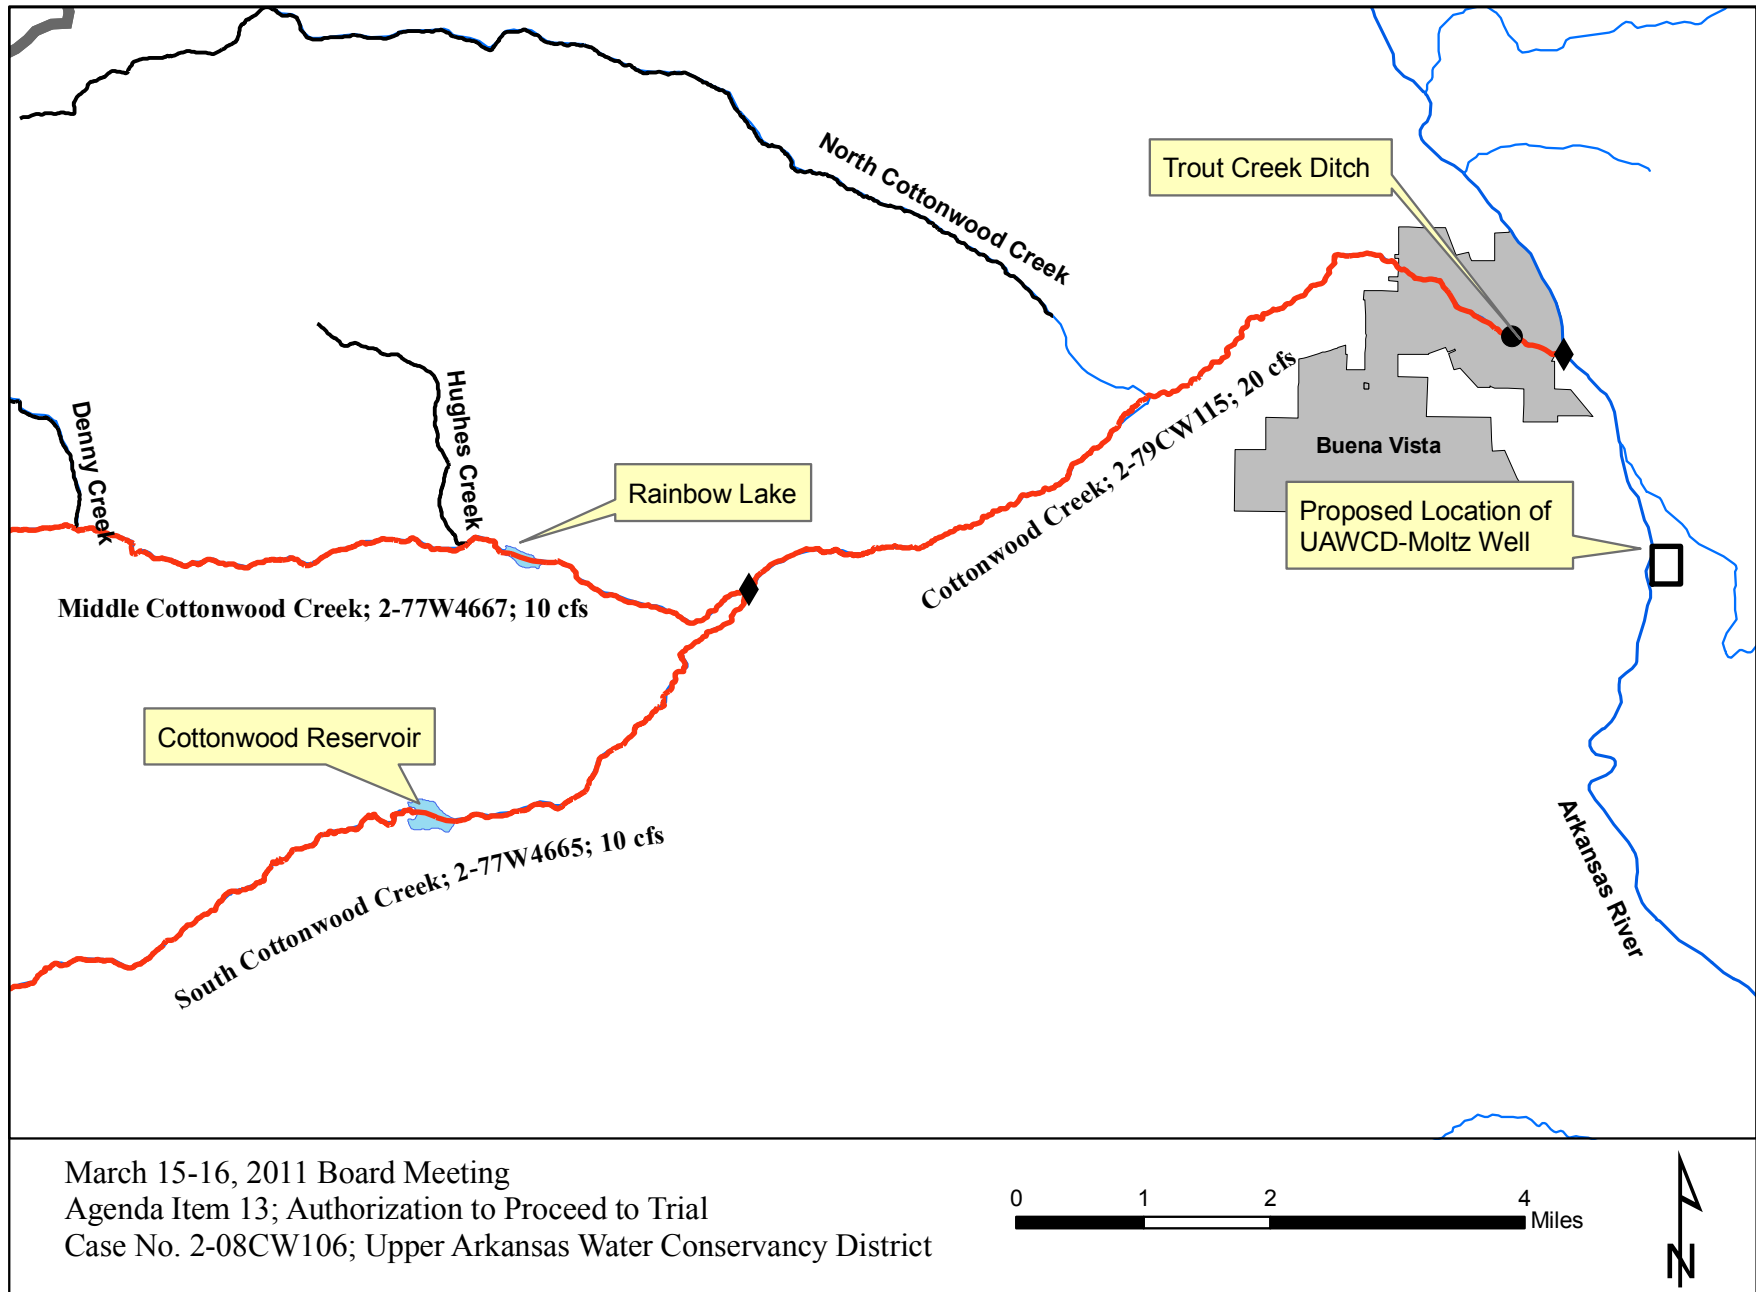 North Cottonwood Creek
Trout Creek Ditch
Hughes Creek
Denny Creek
Rainbow Lake
Cottonwood Creek; 2-79CW115; 20 cfs
Buena Vista
Proposed Location of
UAWCD-Moltz Well
Middle Cottonwood Creek; 2-77W4667; 10 cfs
Cottonwood Reservoir
South Cottonwood Creek; 2-77W4665; 10 cfs
Arkansas River
March 15-16, 2011 Board Meeting
Agenda Item 13; Authorization to Proceed to Trial
Case No. 2-08CW106; Upper Arkansas Water Conservancy District
0 1 2 4
Miles
N